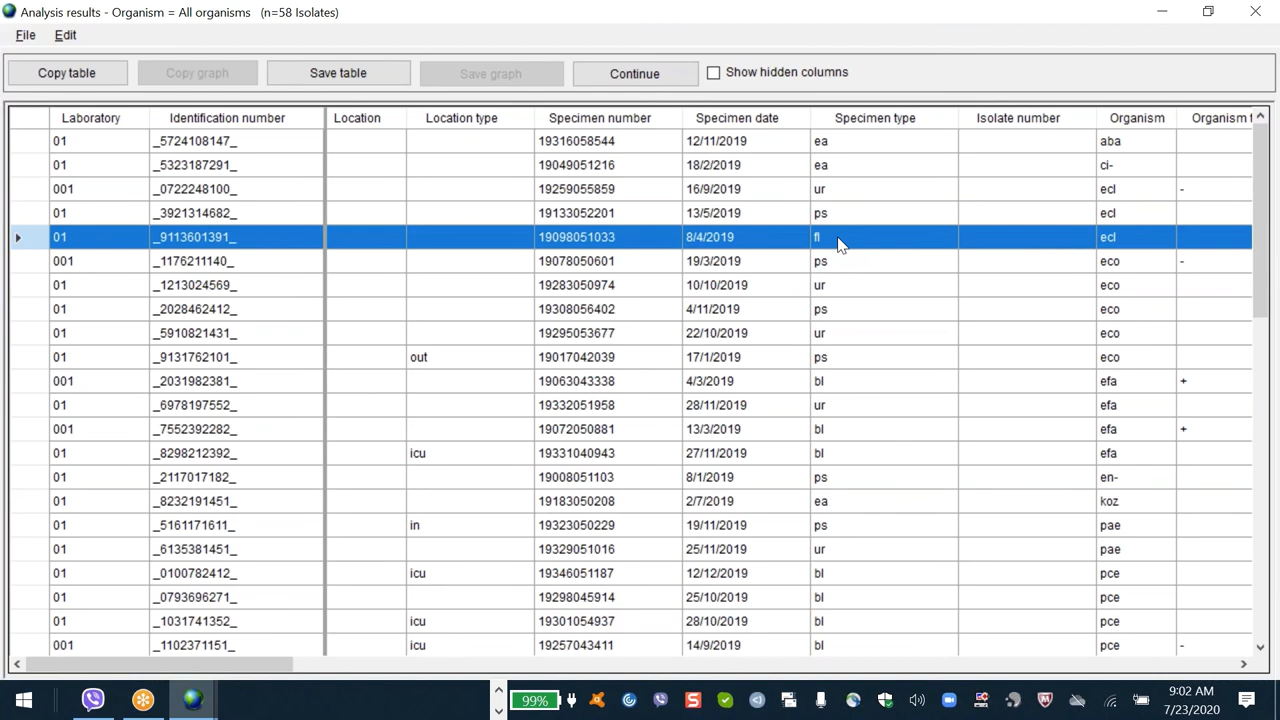 Analysis results - Organism = All organisms (n=58 Isolates)
File Edit
Copy table Copy graph Save table Save graph Continue Show hidden columns
Laboratory Identification number Location Location type Specimen number Specimen date Specimen type Isolate number Organism Organism t
01 _5724108147_ 19316058544 12/11/2019 ea aba
01 _5323187291_ 19049051216 18/2/2019 ea ci-
001 _0722248100_ 19259055859 16/9/2019 ur ecl -
01 _3921314682_ 19133052201 13/5/2019 ps ecl
01 _9113601391_ 19098051033 8/4/2019 fl ecl
001 _1176211140_ 19078050601 19/3/2019 ps eco -
01 _1213024569_ 19283050974 10/10/2019 ur eco
01 _2028462412_ 19308056402 4/11/2019 ps eco
01 _5910821431_ 19295053677 22/10/2019 ur eco
01 _9131762101_ out 19017042039 17/1/2019 ps eco
001 _2031982381_ 19063043338 4/3/2019 bl efa +
01 _6978197552_ 19332051958 28/11/2019 ur efa
001 _7552392282_ 19072050881 13/3/2019 bl efa +
01 _8298212392_ icu 19331040943 27/11/2019 bl efa
01 _2117017182_ 19008051103 8/1/2019 ps en-
01 _8232191451_ 19183050208 2/7/2019 ea koz
01 _5161171611_ in 19323050229 19/11/2019 ps pae
01 _6135381451_ 19329051016 25/11/2019 ur pae
01 _0100782412_ icu 19346051187 12/12/2019 bl pce
01 _0793696271_ 19298045914 25/10/2019 bl pce
01 _1031741352_ icu 19301054937 28/10/2019 bl pce
001 _1102371151_ icu 19257043411 14/9/2019 bl pce -
99% 9:02 AM
7/23/2020